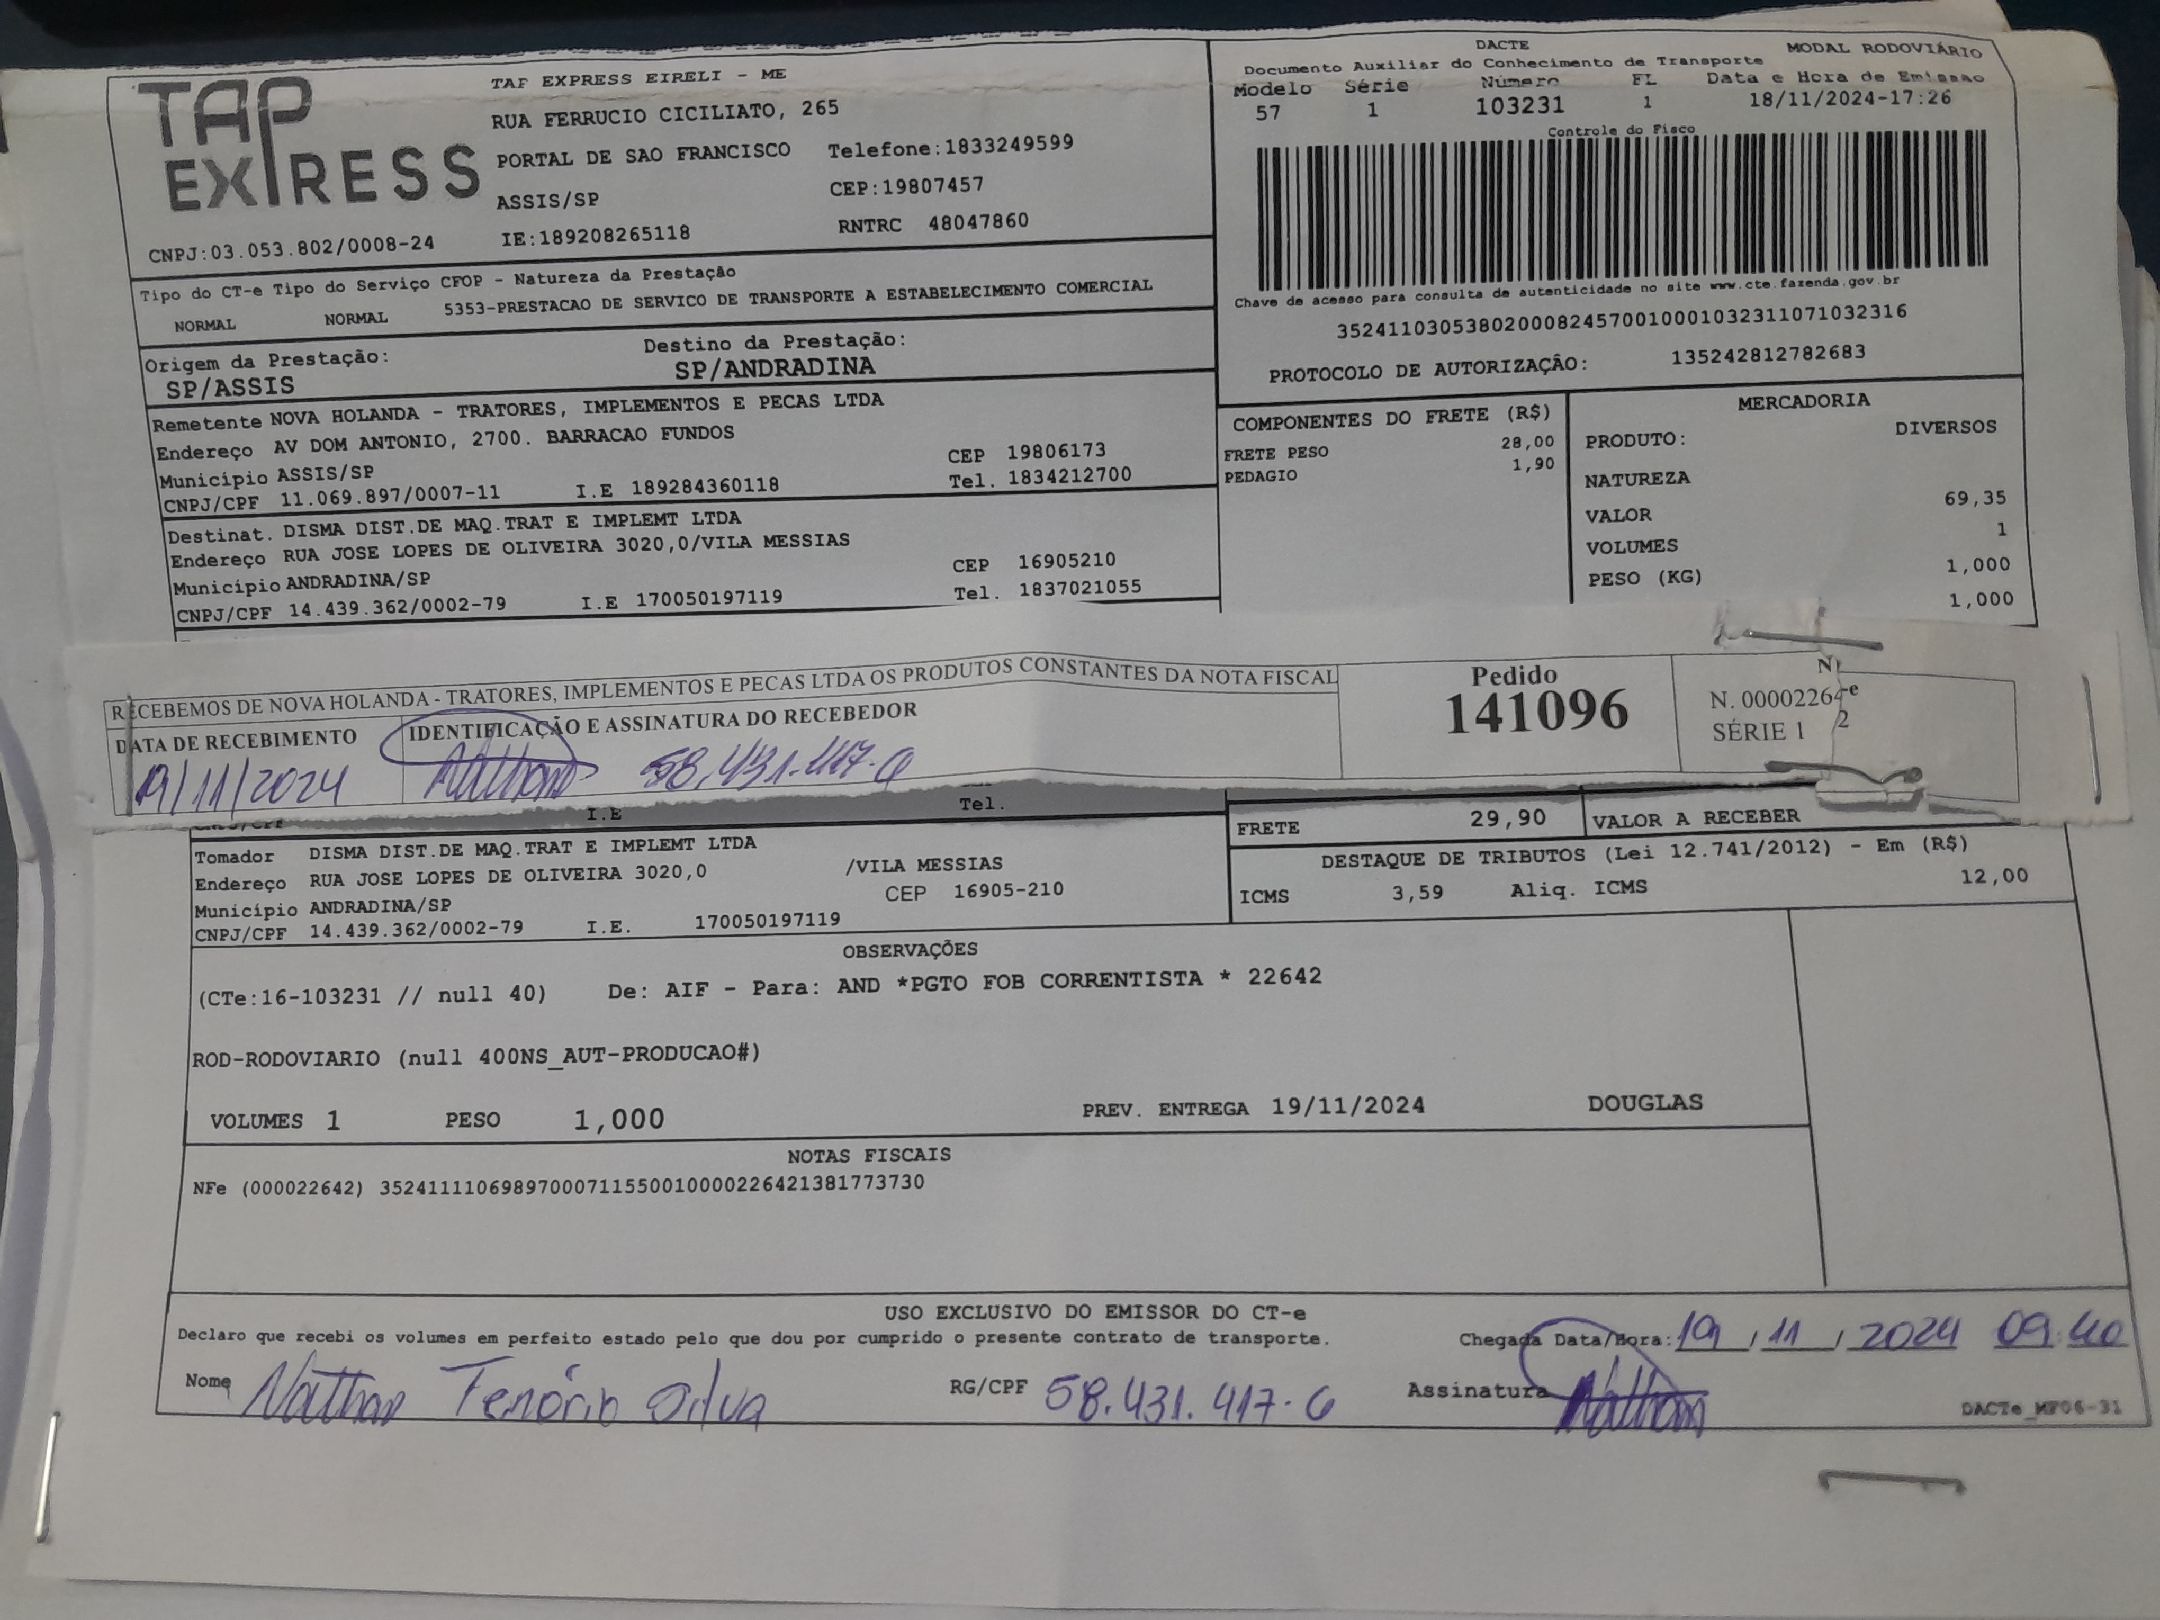 TAP EXPRESS
TAP EXPRESS EIRELI - ME
RUA FERRUCIO CICILIATO, 265
PORTAL DE SAO FRANCISCO Telefone:1833249599
ASSIS/SP CEP:19807457
CNPJ:03.053.802/0008-24 IE:189208265118 RNTRC 48047860
DACTE MODAL RODOVIÁRIO
Documento Auxiliar do Conhecimento de Transporte
Modelo Série Número FL Data e Hora de Emissao
57 1 103231 1 18/11/2024-17:26
Controle do Fisco
Chave de acesso para consulta de autenticidade no site www.cte.fazenda.gov.br
35241103053802000824570010001032311071032316
PROTOCOLO DE AUTORIZAÇÂO: 135242812782683
Tipo do CT-e Tipo do Serviço CFOP - Natureza da Prestação
NORMAL NORMAL 5353-PRESTACAO DE SERVICO DE TRANSPORTE A ESTABELECIMENTO COMERCIAL
Origem da Prestação: Destino da Prestação:
SP/ASSIS SP/ANDRADINA
Remetente NOVA HOLANDA - TRATORES, IMPLEMENTOS E PECAS LTDA
Endereço AV DOM ANTONIO, 2700. BARRACAO FUNDOS
Município ASSIS/SP CEP 19806173
CNPJ/CPF 11.069.897/0007-11 I.E 189284360118 Tel. 1834212700
Destinat. DISMA DIST.DE MAQ.TRAT E IMPLEMT LTDA
Endereço RUA JOSE LOPES DE OLIVEIRA 3020,0/VILA MESSIAS
Município ANDRADINA/SP CEP 16905210
CNPJ/CPF 14.439.362/0002-79 I.E 170050197119 Tel. 1837021055
COMPONENTES DO FRETE (R$)
FRETE PESO 28,00
PEDAGIO 1,90
MERCADORIA
PRODUTO: DIVERSOS
NATUREZA
VALOR 69,35
VOLUMES 1
PESO (KG) 1,000
1,000
RECEBEMOS DE NOVA HOLANDA - TRATORES, IMPLEMENTOS E PECAS LTDA OS PRODUTOS CONSTANTES DA NOTA FISCAL
DATA DE RECEBIMENTO IDENTIFICAÇÃO E ASSINATURA DO RECEBEDOR
19/11/2024 Nathan 58.431.417-6
Pedido
141096
N. 00002264
SÉRIE 1
2
CNPJ/CPF I.E Tel.
FRETE 29,90 VALOR A RECEBER
Tomador DISMA DIST.DE MAQ.TRAT E IMPLEMT LTDA
Endereço RUA JOSE LOPES DE OLIVEIRA 3020,0 /VILA MESSIAS
Município ANDRADINA/SP CEP 16905-210
CNPJ/CPF 14.439.362/0002-79 I.E. 170050197119
DESTAQUE DE TRIBUTOS (Lei 12.741/2012) - Em (R$)
ICMS 3,59 Aliq. ICMS 12,00
OBSERVAÇÕES
(CTe:16-103231 // null 40) De: AIF - Para: AND *PGTO FOB CORRENTISTA * 22642
ROD-RODOVIARIO (null 400NS_AUT-PRODUCAO#)
VOLUMES 1 PESO 1,000 PREV. ENTREGA 19/11/2024 DOUGLAS
NOTAS FISCAIS
NFe (000022642) 35241111069897000711550010000226421381773730
USO EXCLUSIVO DO EMISSOR DO CT-e
Declaro que recebi os volumes em perfeito estado pelo que dou por cumprido o presente contrato de transporte. Chegada Data/Hora: 19/11/2024 09:40
Nome Nathan Tenório Silva RG/CPF 58.431.417-6 Assinatura Nathan
DACTe_MF06-31